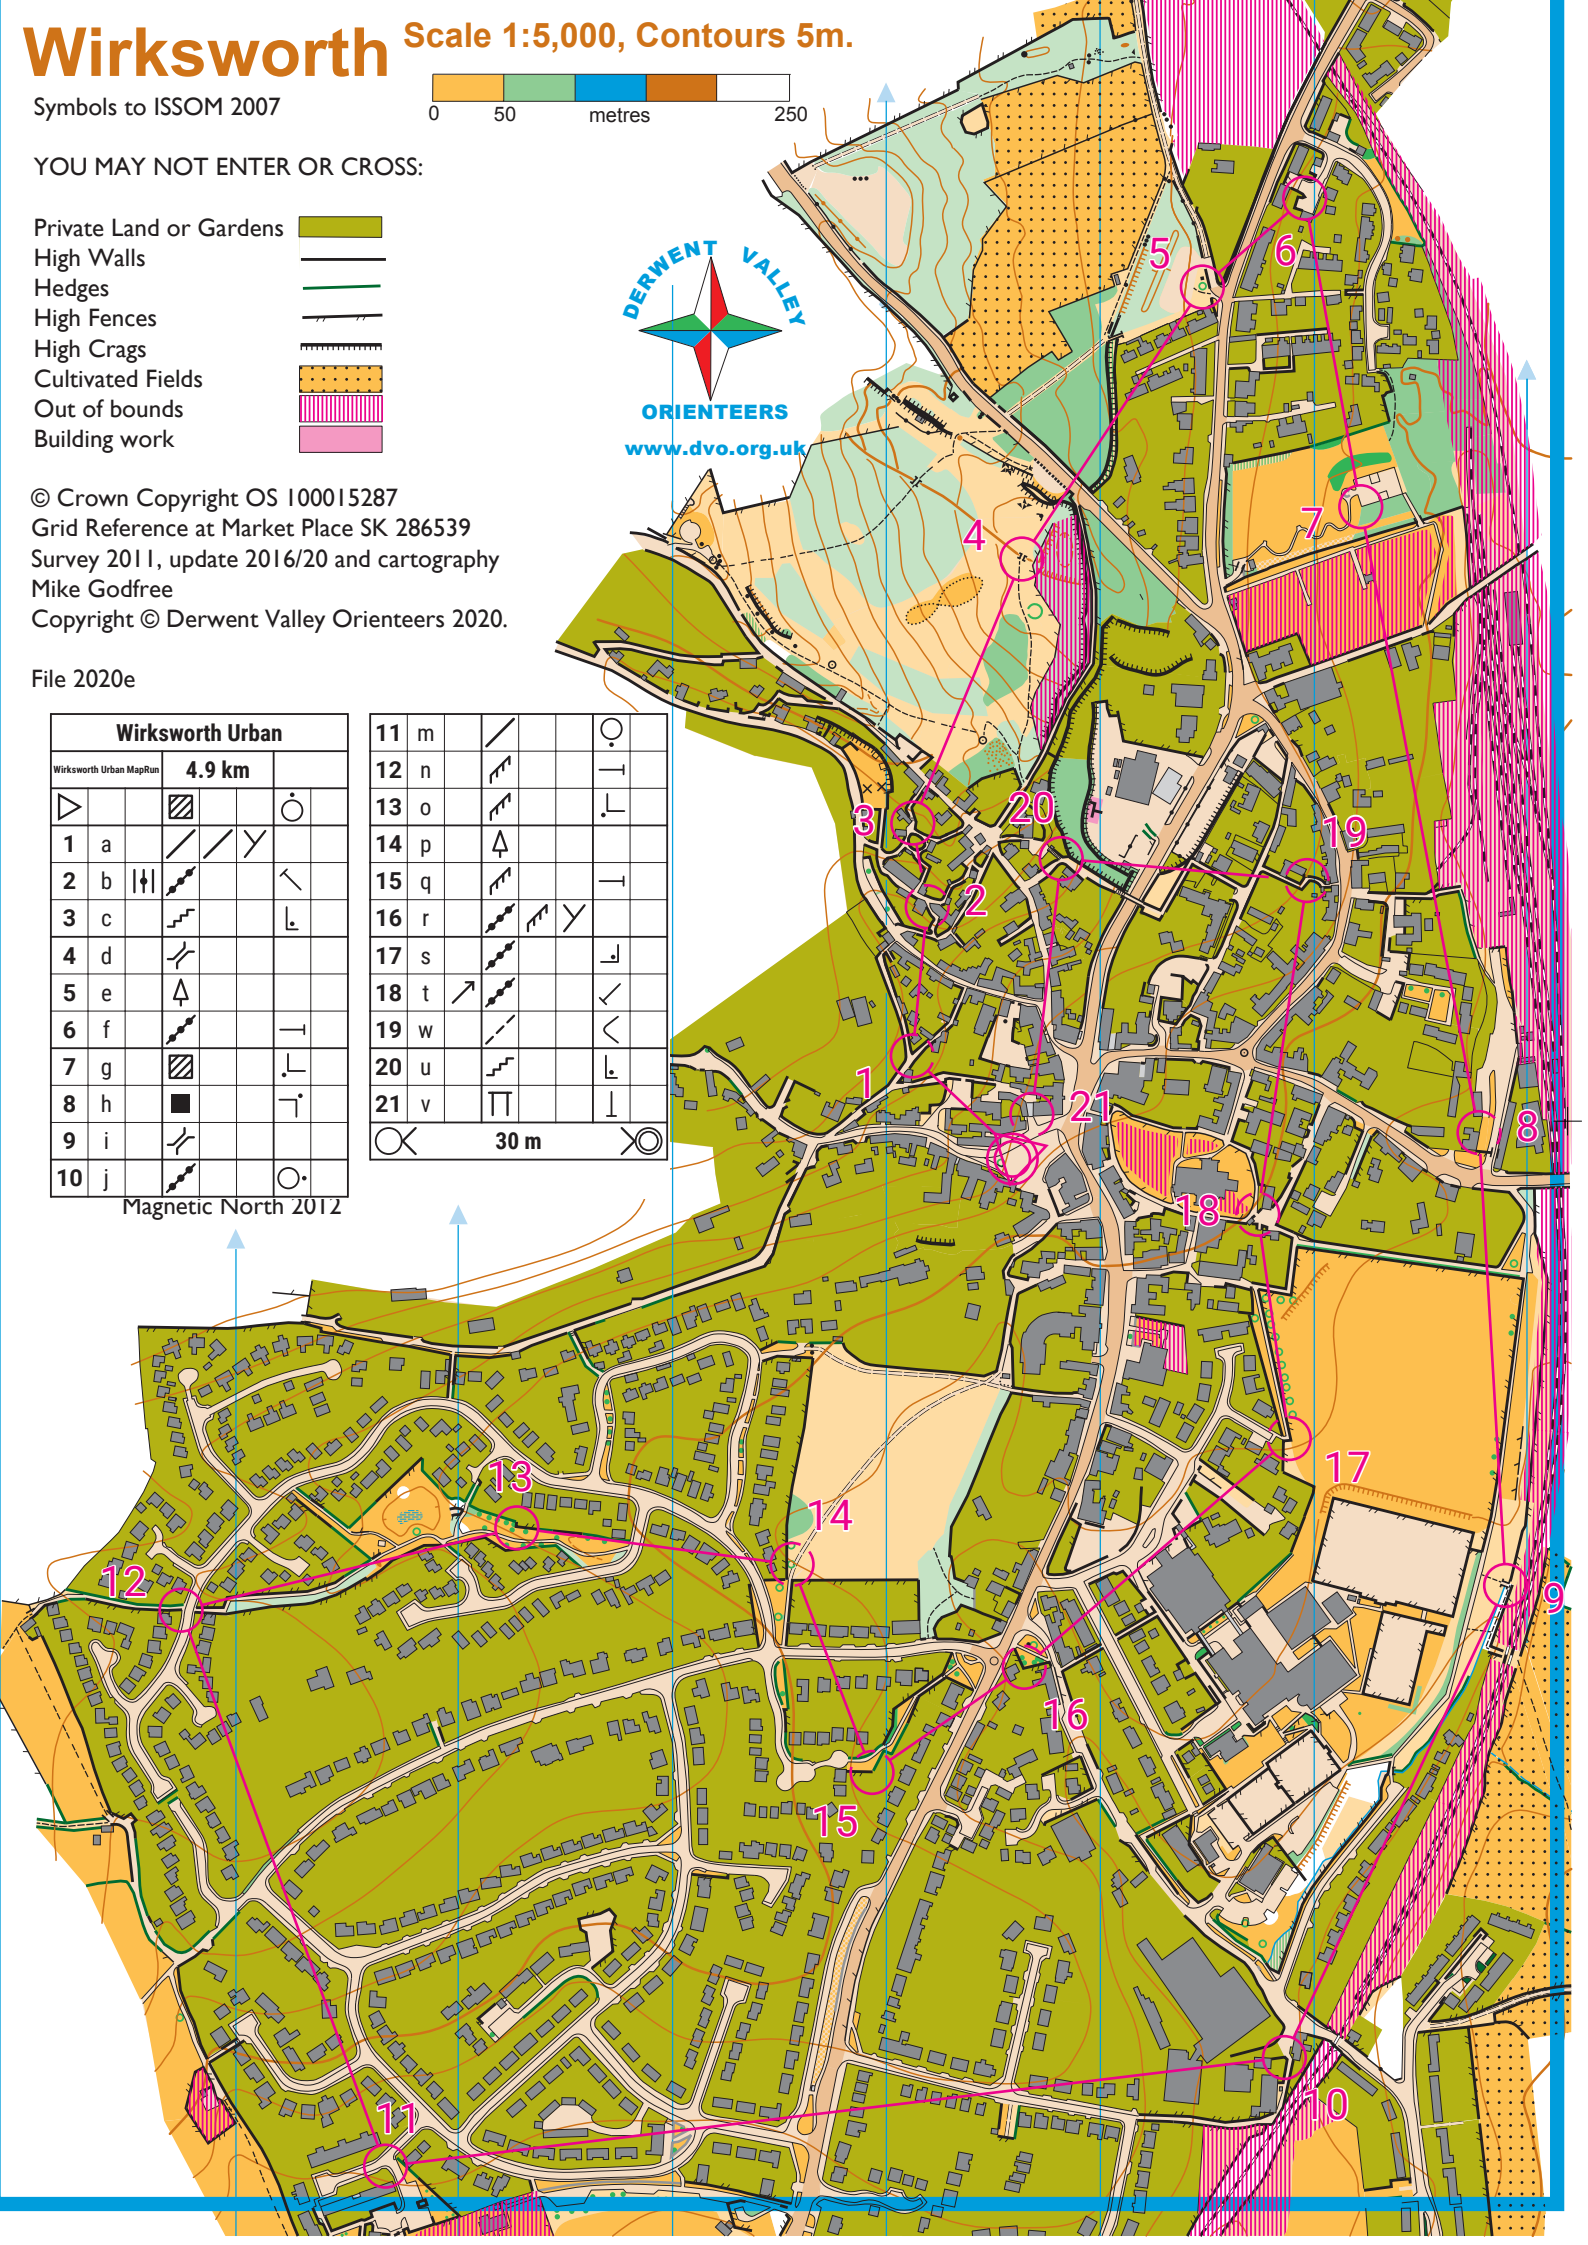 Wirksworth
Scale 1:5,000, Contours 5m.
Symbols to ISSOM 2007
0 50 metres 250
YOU MAY NOT ENTER OR CROSS:
Private Land or Gardens
High Walls
Hedges
High Fences
High Crags
Cultivated Fields
Out of bounds
Building work
DERWENT VALLEY
ORIENTEERS
www.dvo.org.uk
© Crown Copyright OS 100015287
Grid Reference at Market Place SK 286539
Survey 2011, update 2016/20 and cartography
Mike Godfree
Copyright © Derwent Valley Orienteers 2020.
File 2020e
Wirksworth Urban
Wirksworth Urban MapRun 4.9 km
1 a
2 b
3 c
4 d
5 e
6 f
7 g
8 h
9 i
10 j
11 m
12 n
13 o
14 p
15 q
16 r
17 s
18 t
19 w
20 u
21 v
30 m
Magnetic North 2012
5
6
4
7
3
20
19
2
1
21
8
18
17
13
14
12
9
16
15
11
10